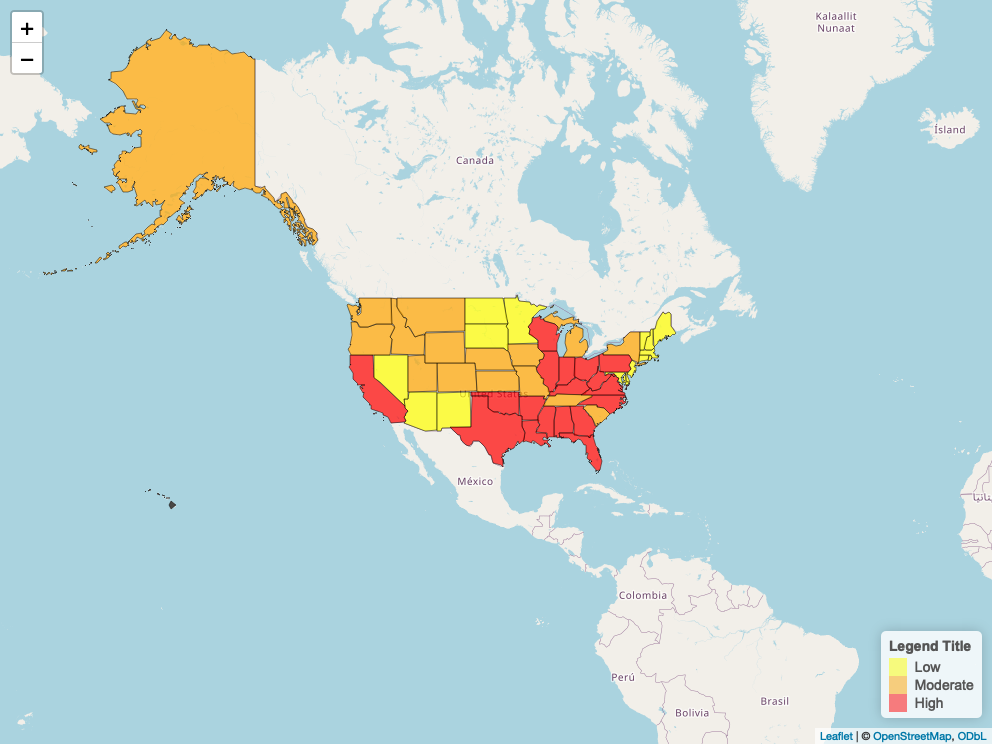 +
−
Kalaallit
Nunaat
Ísland
Canada
United States
México
Colombia
Perú
Brasil
Bolivia
Legend Title
Low
Moderate
High
Leaflet | © OpenStreetMap, ODbL